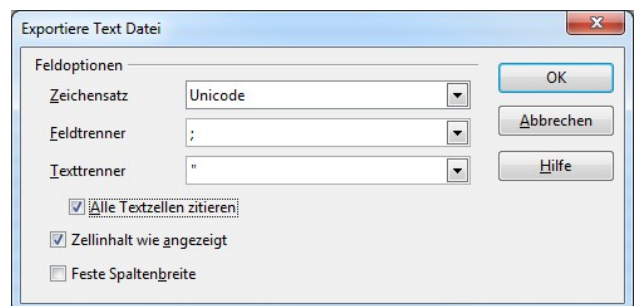 Exportiere Text Datei
Feldoptionen
Zeichensatz Unicode
Feldtrenner ;
Texttrenner "
Alle Textzellen zitieren
Zellinhalt wie angezeigt
Feste Spaltenbreite
OK
Abbrechen
Hilfe